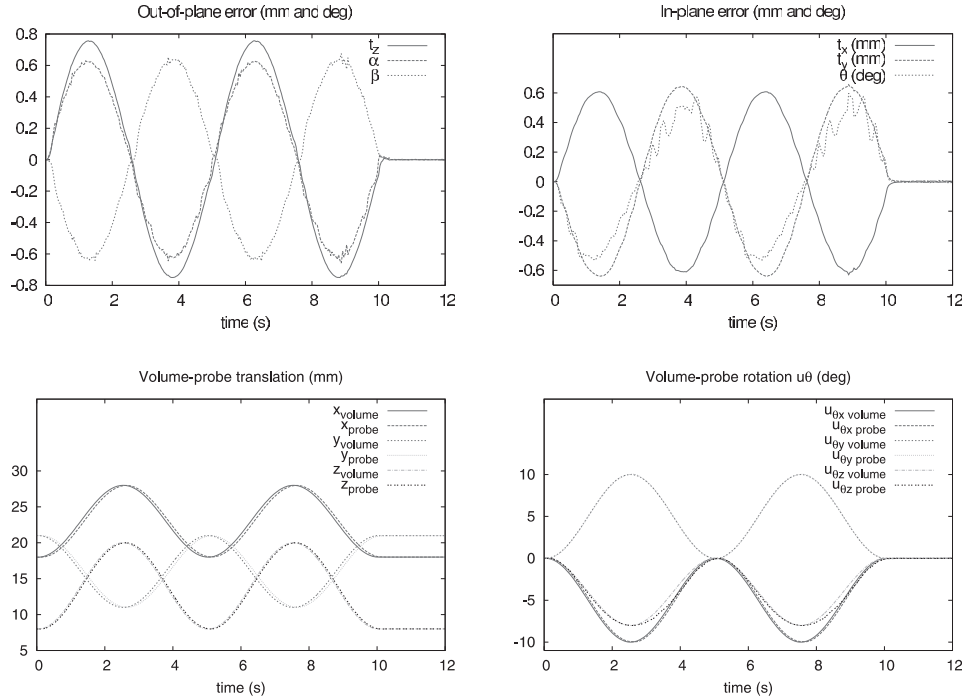 Out-of-plane error (mm and deg)
t_z
α
β
0.8
0.6
0.4
0.2
0
-0.2
-0.4
-0.6
-0.8
0 2 4 6 8 10 12
time (s)
In-plane error (mm and deg)
t_x (mm)
t_y (mm)
θ (deg)
0.6
0.4
0.2
0
-0.2
-0.4
-0.6
0 2 4 6 8 10 12
time (s)
Volume-probe translation (mm)
x_volume
x_probe
y_volume
y_probe
z_volume
z_probe
30
25
20
15
10
5
0 2 4 6 8 10 12
time (s)
Volume-probe rotation uθ (deg)
u_θx volume
u_θx probe
u_θy volume
u_θy probe
u_θz volume
u_θz probe
10
5
0
-5
-10
0 2 4 6 8 10 12
time (s)